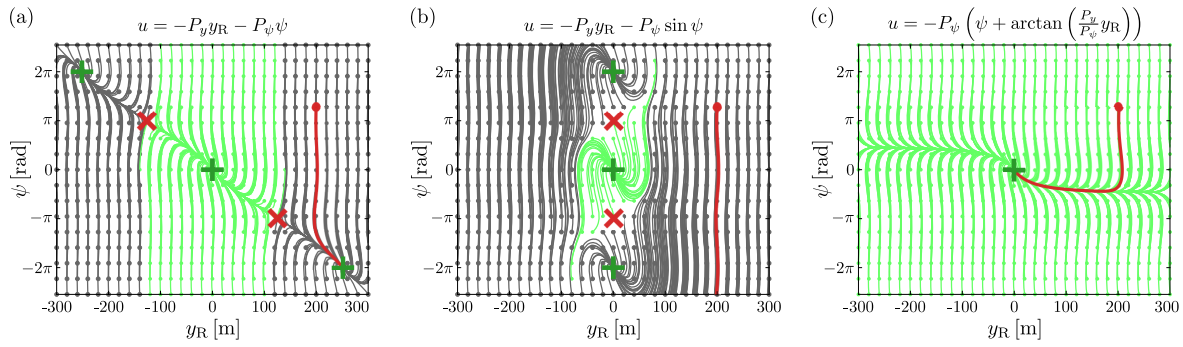 (a) u = −P_y y_R − P_ψ ψ
2π
π
0
−π
−2π
ψ [rad]
-300 -200 -100 0 100 200 300
y_R [m]
(b) u = −P_y y_R − P_ψ sin ψ
2π
π
0
−π
−2π
ψ [rad]
-300 -200 -100 0 100 200 300
y_R [m]
(c) u = −P_ψ (ψ + arctan (P_y/P_ψ y_R))
2π
π
0
−π
−2π
ψ [rad]
-300 -200 -100 0 100 200 300
y_R [m]